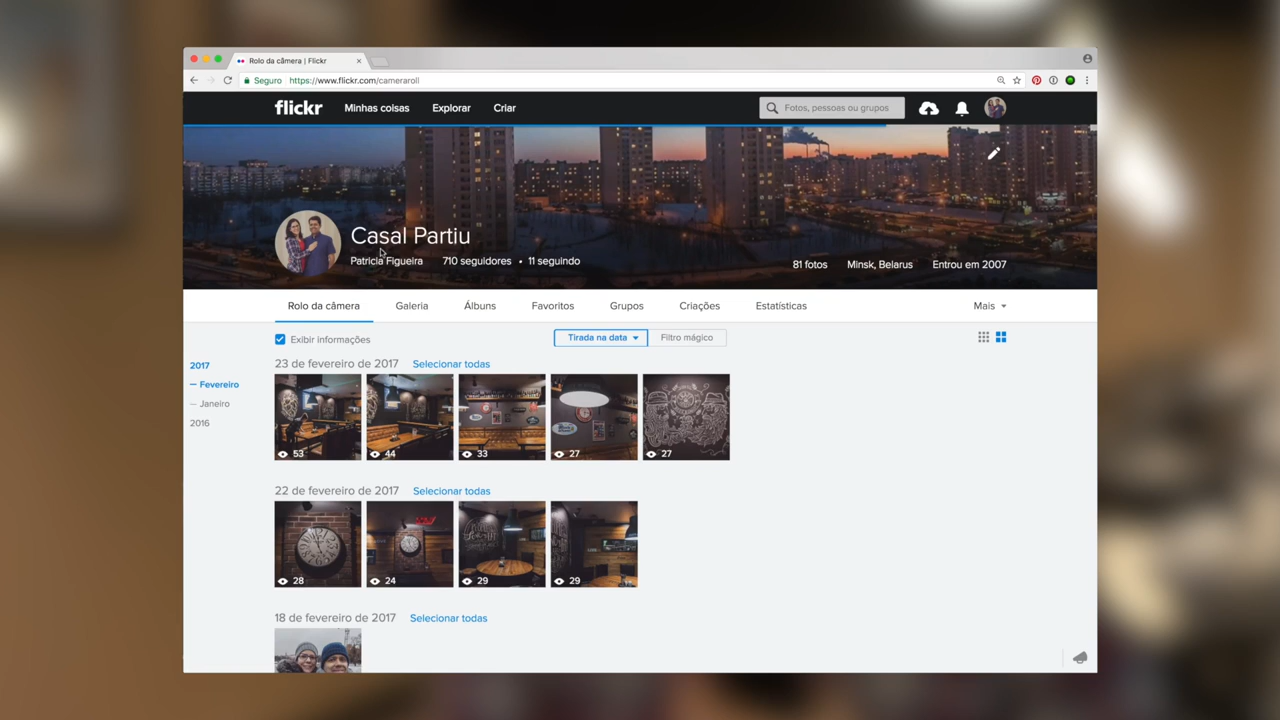 Rolo da câmera | Flickr
Seguro https://www.flickr.com/cameraroll
flickr Minhas coisas Explorar Criar Fotos, pessoas ou grupos
Casal Partiu
Patricia Figueira 710 seguidores • 11 seguindo 81 fotos Minsk, Belarus Entrou em 2007
Rolo da câmera Galeria Álbuns Favoritos Grupos Criações Estatísticas Mais
Exibir informações Tirada na data Filtro mágico
2017
Fevereiro
Janeiro
2016
23 de fevereiro de 2017 Selecionar todas
53 44 33 27 27
22 de fevereiro de 2017 Selecionar todas
28 24 29 29
18 de fevereiro de 2017 Selecionar todas